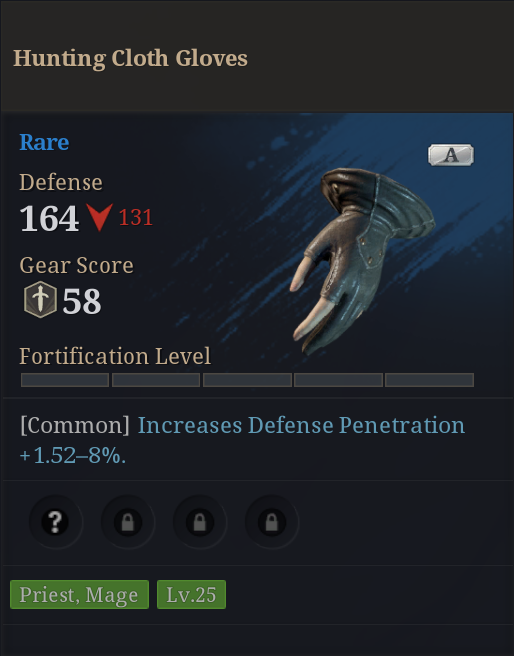 Hunting Cloth Gloves
Rare
A
Defense
164 131
Gear Score
58
Fortification Level
[Common] Increases Defense Penetration
+1.52–8%.
?
Priest, Mage Lv.25